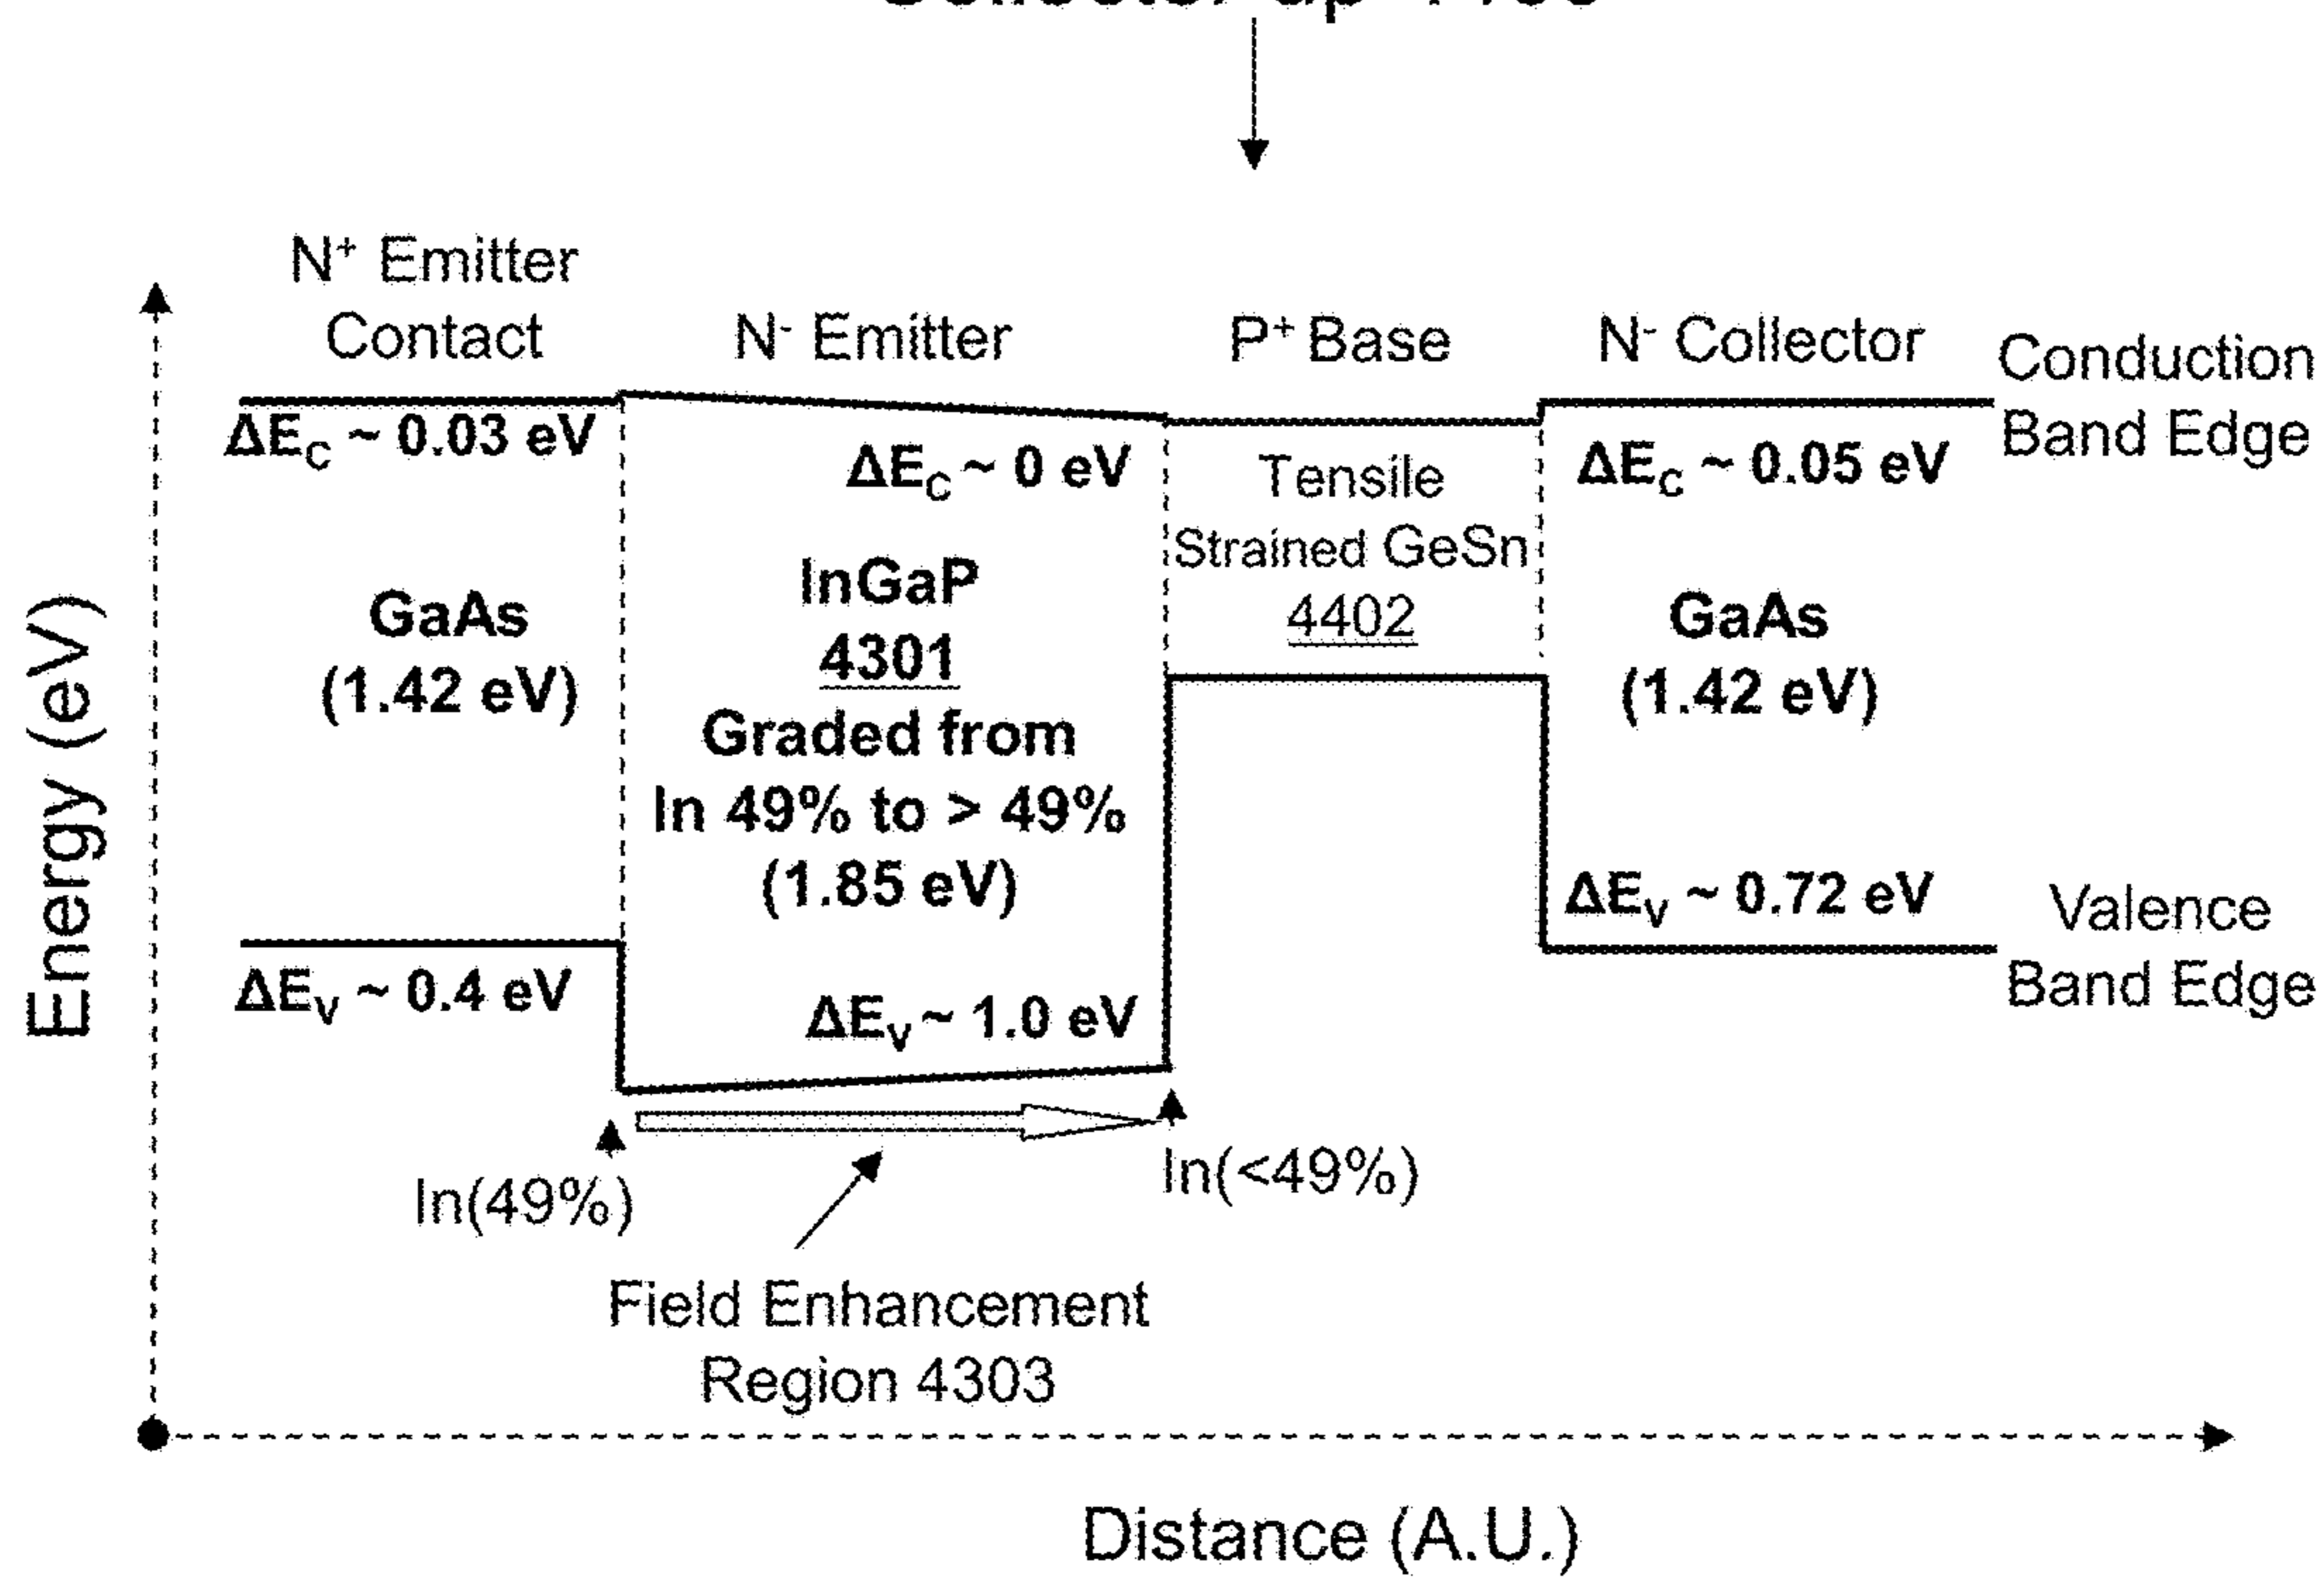 N⁺ Emitter
Contact
N⁻ Emitter
P⁺ Base
N⁻ Collector
Conduction
Band Edge
ΔE_C ~ 0.03 eV
ΔE_C ~ 0 eV
Tensile
Strained GeSn
4402
ΔE_C ~ 0.05 eV
GaAs
(1.42 eV)
InGaP
4301
Graded from
In 49% to > 49%
(1.85 eV)
GaAs
(1.42 eV)
ΔE_V ~ 0.4 eV
ΔE_V ~ 1.0 eV
ΔE_V ~ 0.72 eV
Valence
Band Edge
In(49%)
In(<49%)
Field Enhancement
Region 4303
Energy (eV)
Distance (A.U.)